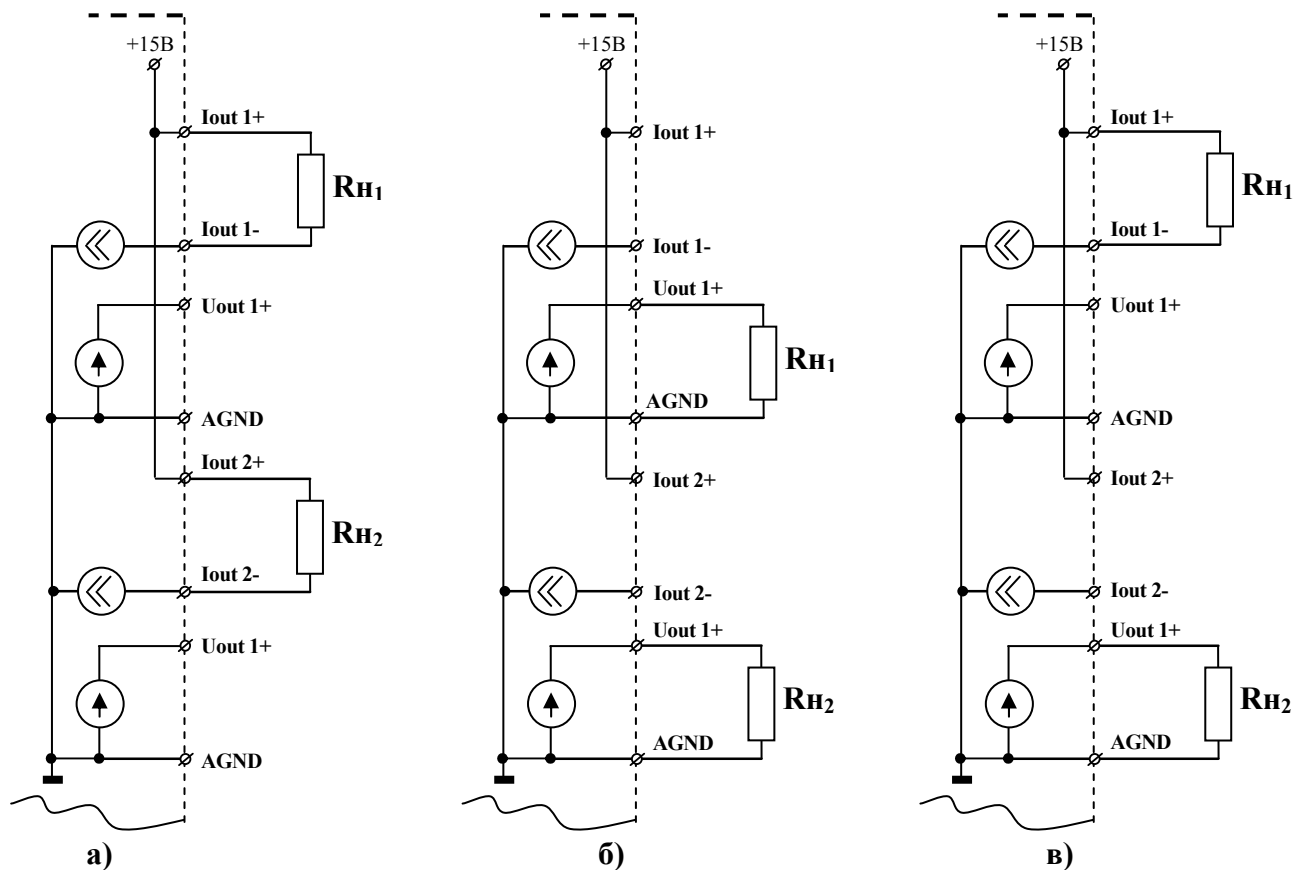 +15В
Iout 1+
Rн1
Iout 1-
Uout 1+
AGND
Iout 2+
Rн2
Iout 2-
Uout 1+
AGND
а)
+15В
Iout 1+
Iout 1-
Uout 1+
Rн1
AGND
Iout 2+
Iout 2-
Uout 1+
Rн2
AGND
б)
+15В
Iout 1+
Rн1
Iout 1-
Uout 1+
AGND
Iout 2+
Iout 2-
Uout 1+
Rн2
AGND
в)